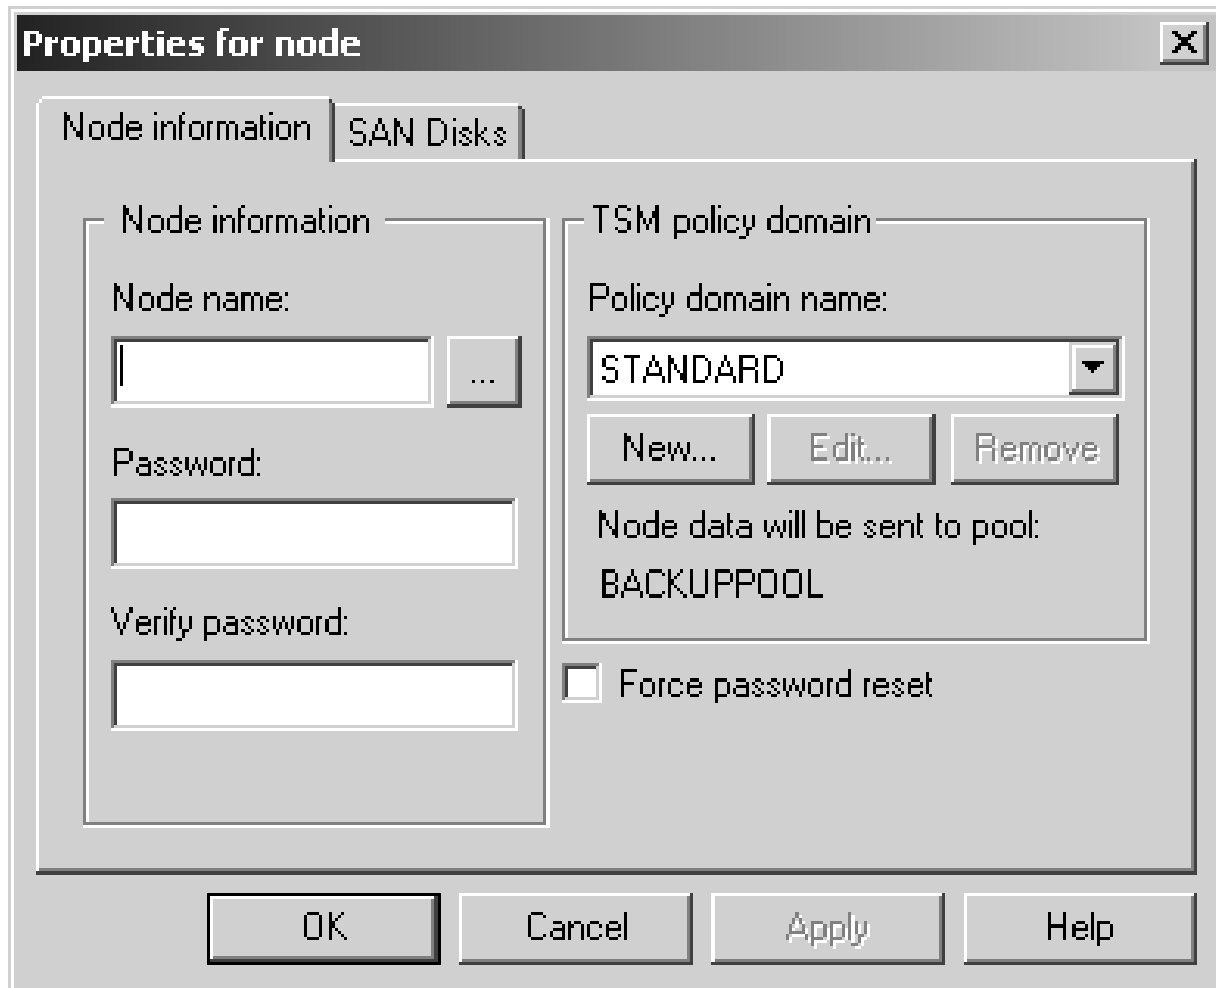 Properties for node
Node information
SAN Disks
Node information
Node name:
...
Password:
Verify password:
TSM policy domain
Policy domain name:
STANDARD
New...
Edit...
Remove
Node data will be sent to pool:
BACKUPPOOL
Force password reset
OK
Cancel
Apply
Help